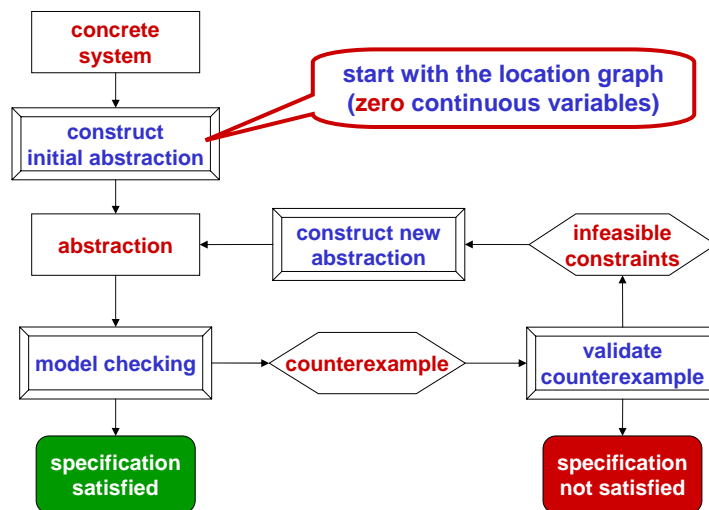 concrete
system
start with the location graph
(zero continuous variables)
construct
initial abstraction
abstraction
construct new
abstraction
infeasible
constraints
model checking
counterexample
validate
counterexample
specification
satisfied
specification
not satisfied